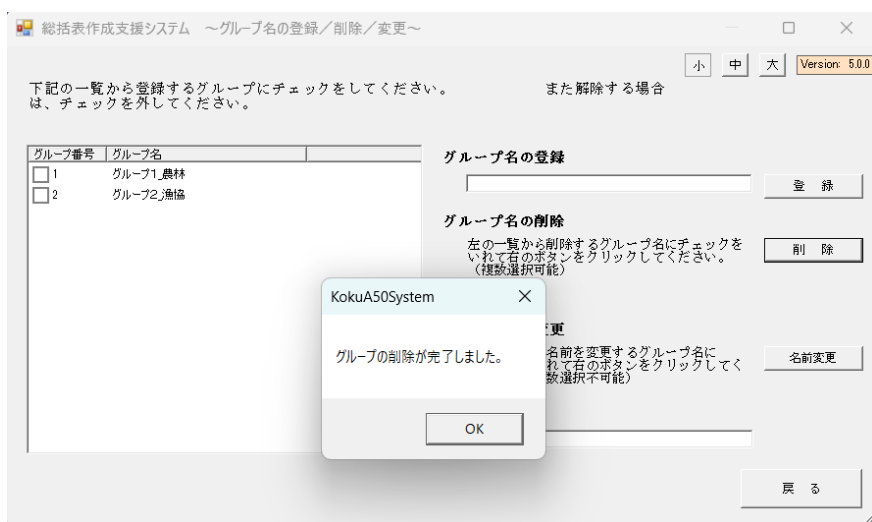 総括表作成支援システム　～グループ名の登録／削除／変更～
小 中 大 Version: 5.0.0
下記の一覧から登録するグループにチェックをしてください。　また解除する場合
は、チェックを外してください。
グループ番号 グループ名
1 グループ1_農林
2 グループ2_漁協
グループ名の登録
登 録
グループ名の削除
左の一覧から削除するグループ名にチェックを
いれて右のボタンをクリックしてください。
（複数選択可能）
削 除
KokuA50System
グループの削除が完了しました。
OK
変更
名前を変更するグループ名に
れて右のボタンをクリックしてく
数選択不可能）
名前変更
戻 る